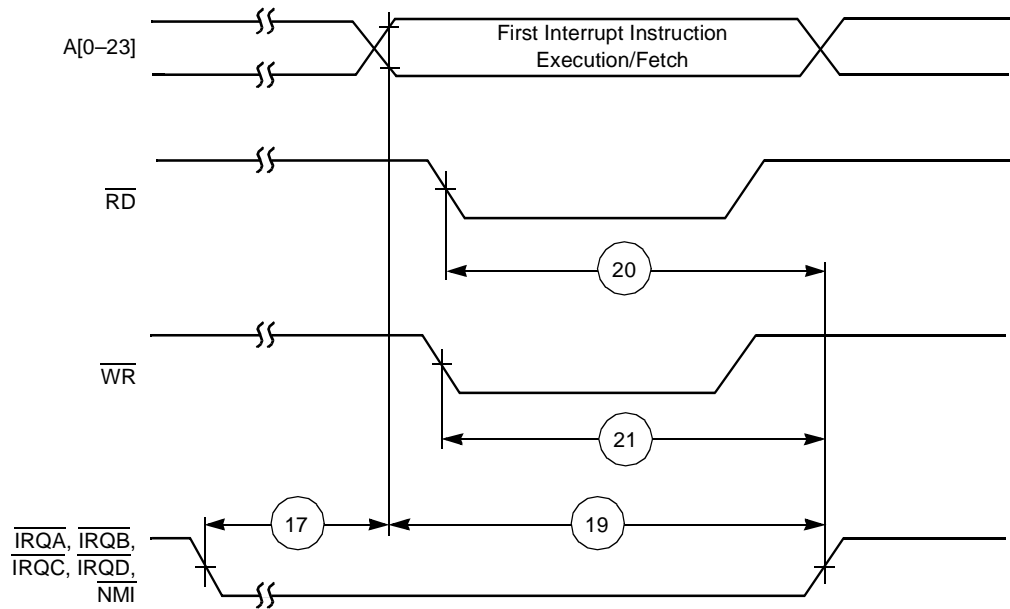 First Interrupt Instruction
Execution/Fetch
A[0–23]
RD
20
WR
21
17
19
IRQA, IRQB,
IRQC, IRQD,
NMI